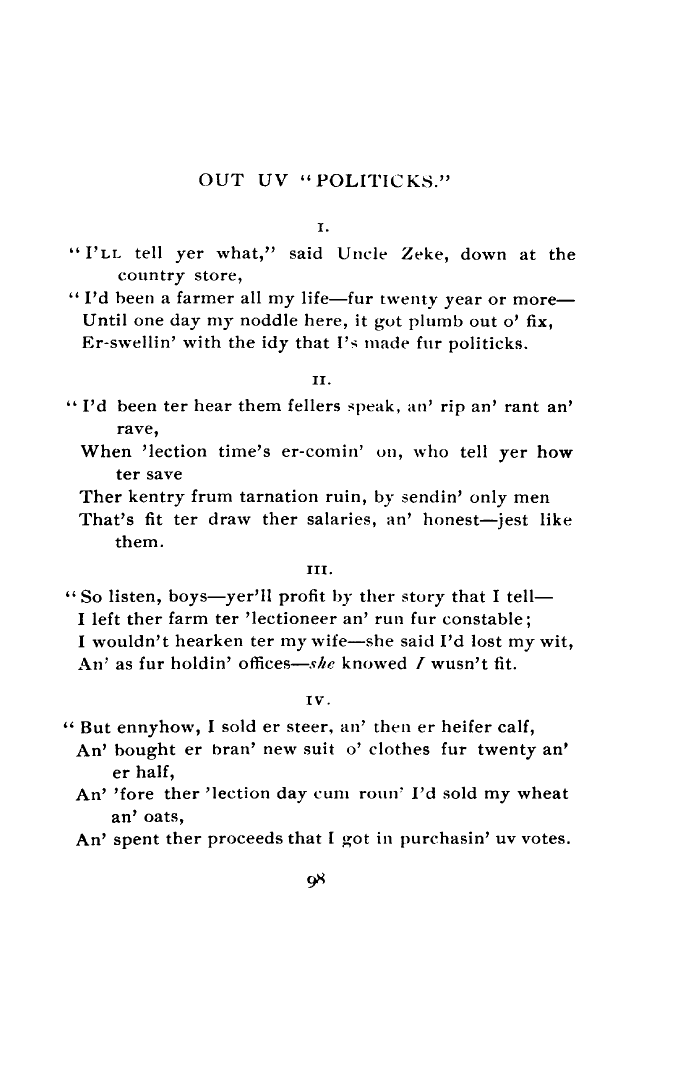 OUT UV "POLITICKS."
I.
"I'LL tell yer what," said Uncle Zeke, down at the
country store,
"I'd been a farmer all my life—fur twenty year or more—
Until one day my noddle here, it got plumb out o' fix,
Er-swellin' with the idy that I's made fur politicks.
II.
"I'd been ter hear them fellers speak, an' rip an' rant an'
rave,
When 'lection time's er-comin' on, who tell yer how
ter save
Ther kentry frum tarnation ruin, by sendin' only men
That's fit ter draw ther salaries, an' honest—jest like
them.
III.
"So listen, boys—yer'll profit by ther story that I tell—
I left ther farm ter 'lectioneer an' run fur constable;
I wouldn't hearken ter my wife—she said I'd lost my wit,
An' as fur holdin' offices—she knowed I wusn't fit.
IV.
"But ennyhow, I sold er steer, an' then er heifer calf,
An' bought er bran' new suit o' clothes fur twenty an'
er half,
An' 'fore ther 'lection day cum roun' I'd sold my wheat
an' oats,
An' spent ther proceeds that I got in purchasin' uv votes.
98